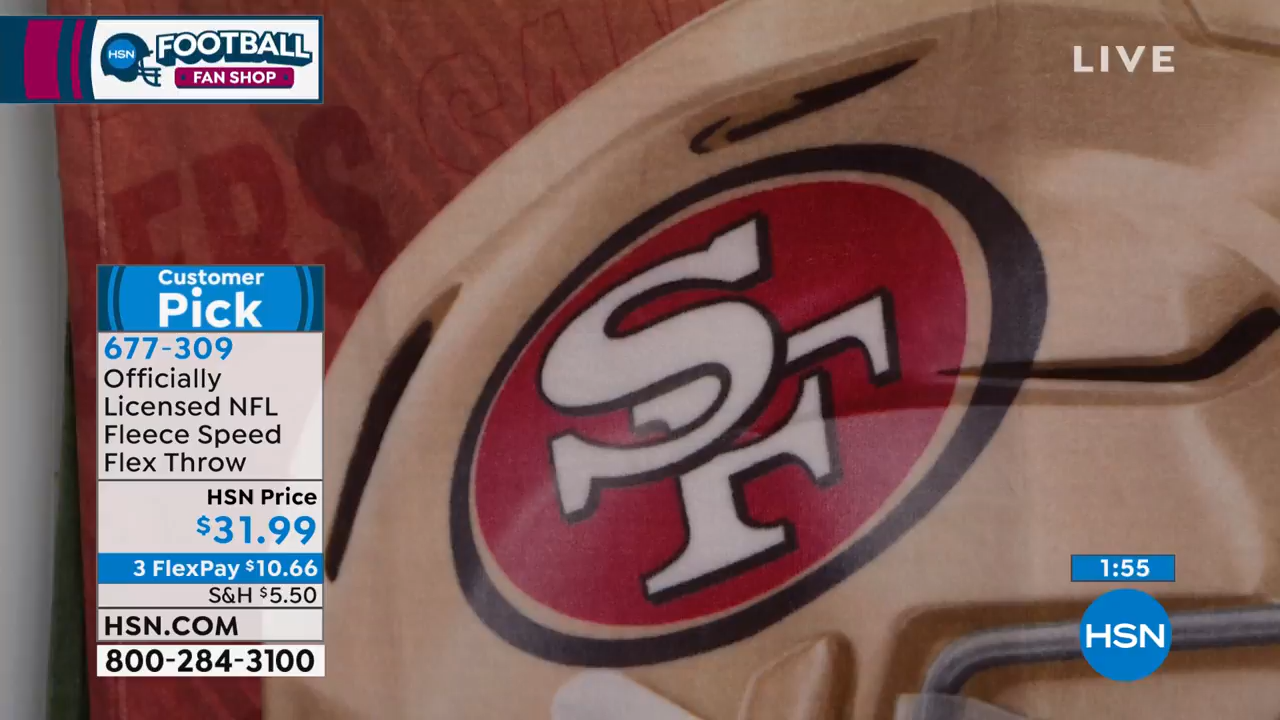 HSN
FOOTBALL
FAN SHOP
LIVE
ERS
SF
Customer
Pick
677-309
Officially
Licensed NFL
Fleece Speed
Flex Throw
HSN Price
$31.99
3 FlexPay $10.66
S&H $5.50
HSN.COM
800-284-3100
1:55
HSN